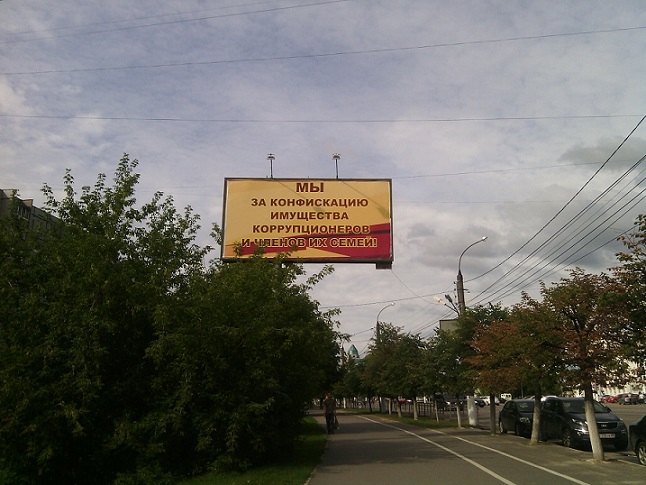 МЫ
ЗА КОНФИСКАЦИЮ
ИМУЩЕСТВА
КОРРУПЦИОНЕРОВ
И ЧЛЕНОВ ИХ СЕМЕЙ!